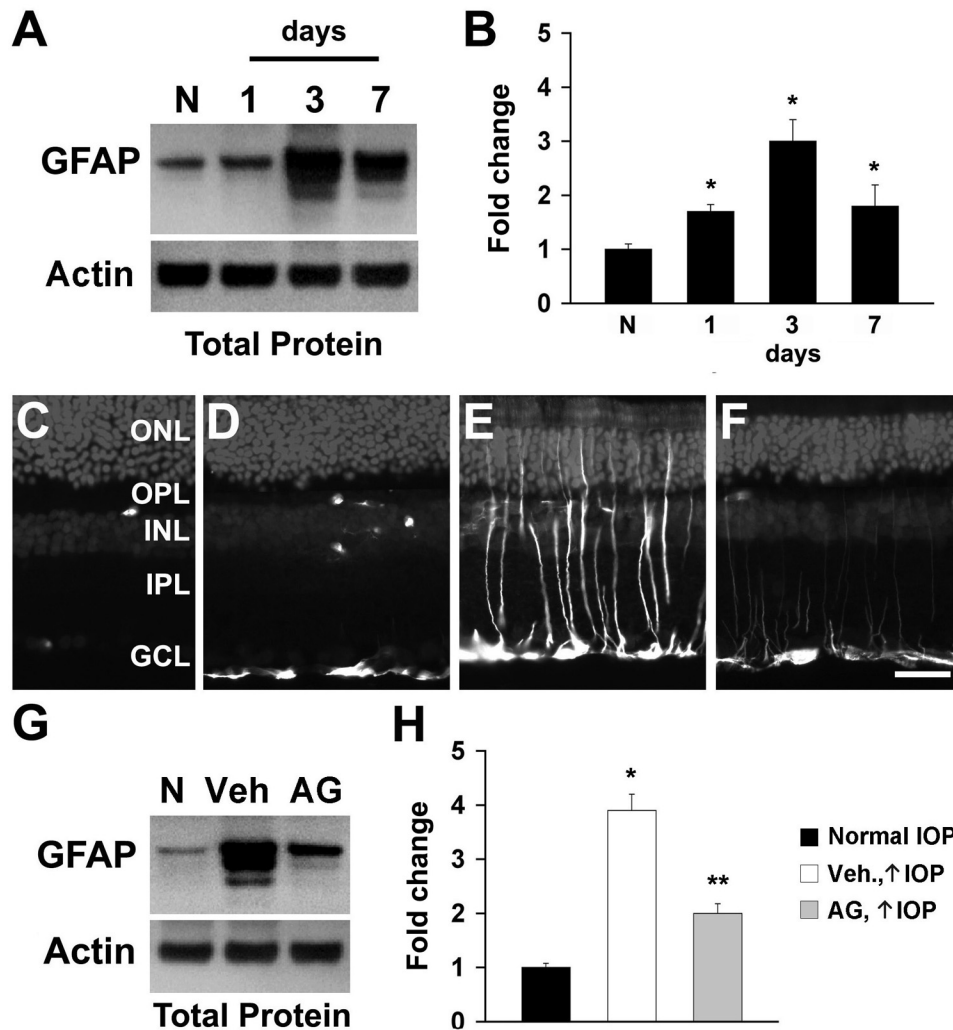 A
days
N 1 3 7
GFAP
Actin
Total Protein
B
Fold change
5
4
3
2
1
0
*
*
*
N 1 3 7
days
C
ONL
OPL
INL
IPL
GCL
D
E
F
G
N Veh AG
GFAP
Actin
Total Protein
H
Fold change
5
4
3
2
1
0
*
**
Normal IOP
Veh.,↑IOP
AG, ↑IOP